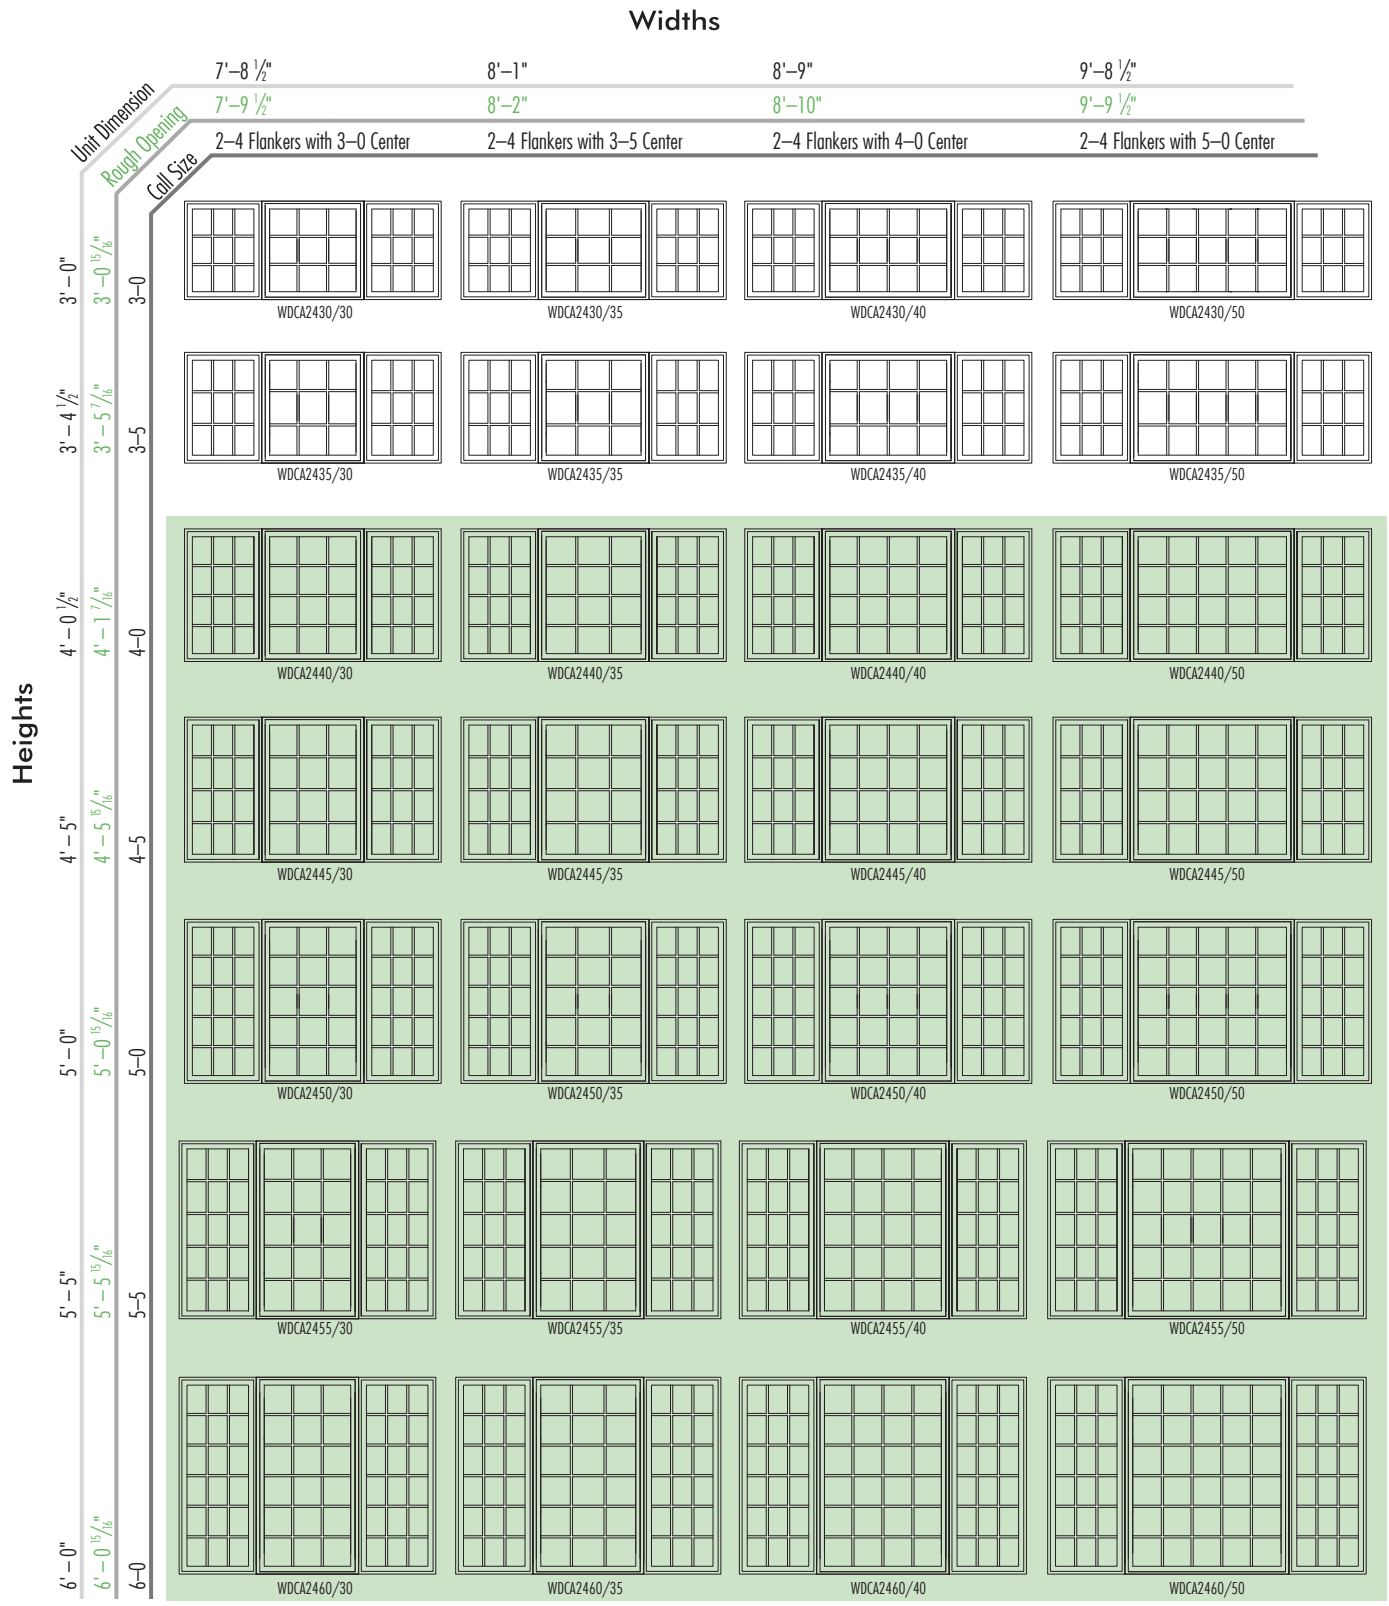 Widths
7'–8 ½" 8'–1" 8'–9" 9'–8 ½"
7'–9 ½" 8'–2" 8'–10" 9'–9 ½"
2–4 Flankers with 3–0 Center 2–4 Flankers with 3–5 Center 2–4 Flankers with 4–0 Center 2–4 Flankers with 5–0 Center
Unit Dimension
Rough Opening
Call Size
Heights
3' – 0" 3' –0 15/16" 3–0
WDCA2430/30 WDCA2430/35 WDCA2430/40 WDCA2430/50
3' – 4 ½" 3' – 5 7/16" 3–5
WDCA2435/30 WDCA2435/35 WDCA2435/40 WDCA2435/50
4' – 0 ½" 4' – 1 7/16" 4–0
WDCA2440/30 WDCA2440/35 WDCA2440/40 WDCA2440/50
4' – 5" 4' – 5 15/16" 4–5
WDCA2445/30 WDCA2445/35 WDCA2445/40 WDCA2445/50
5' – 0" 5' –0 15/16" 5–0
WDCA2450/30 WDCA2450/35 WDCA2450/40 WDCA2450/50
5' – 5" 5' – 5 15/16" 5–5
WDCA2455/30 WDCA2455/35 WDCA2455/40 WDCA2455/50
6' – 0" 6' – 0 15/16" 6–0
WDCA2460/30 WDCA2460/35 WDCA2460/40 WDCA2460/50